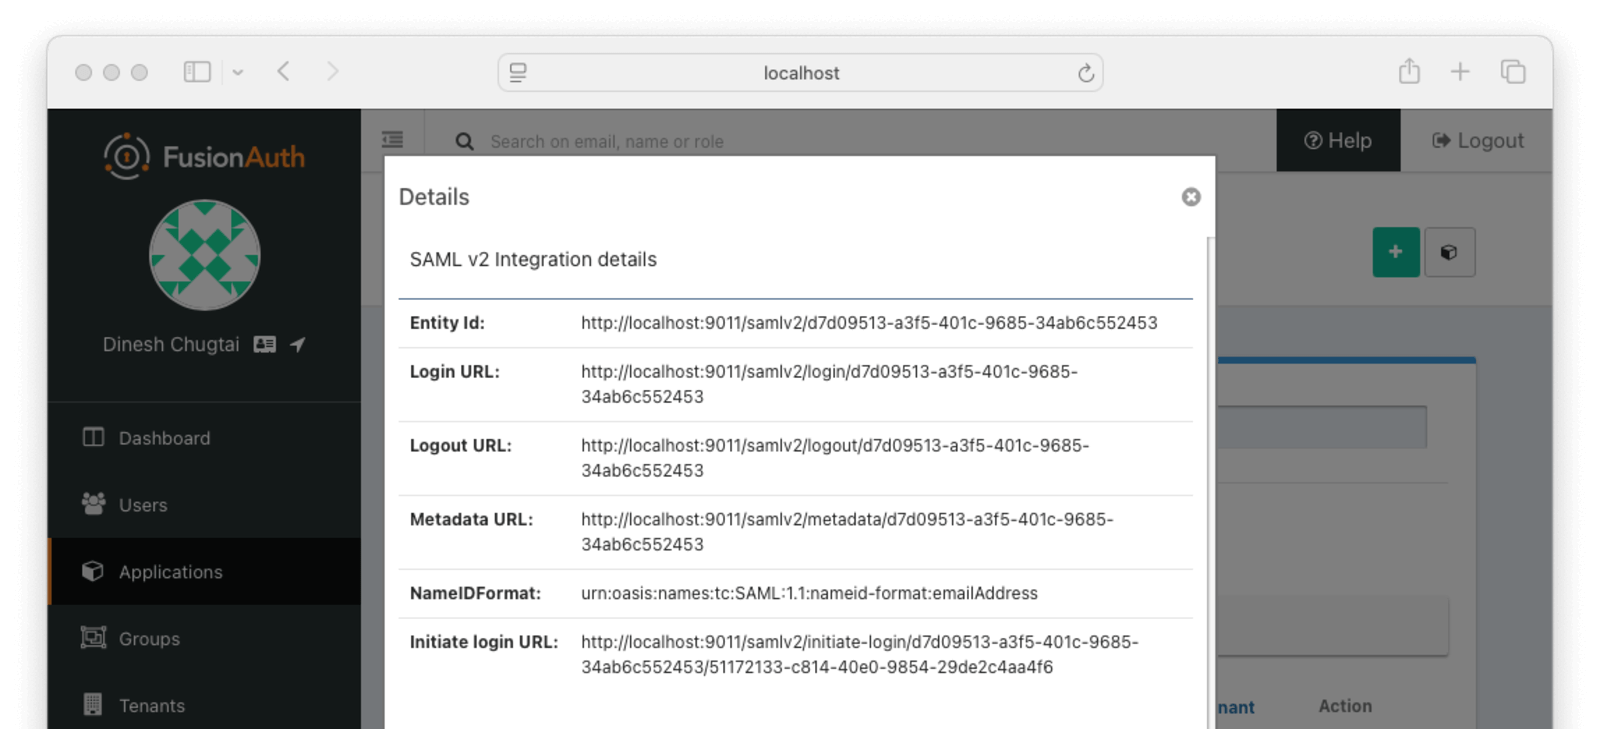 localhost
FusionAuth
Search on email, name or role
Help
Logout
Dinesh Chugtai
Dashboard
Users
Applications
Groups
Tenants
Details
SAML v2 Integration details
Entity Id: http://localhost:9011/samlv2/d7d09513-a3f5-401c-9685-34ab6c552453
Login URL: http://localhost:9011/samlv2/login/d7d09513-a3f5-401c-9685-
34ab6c552453
Logout URL: http://localhost:9011/samlv2/logout/d7d09513-a3f5-401c-9685-
34ab6c552453
Metadata URL: http://localhost:9011/samlv2/metadata/d7d09513-a3f5-401c-9685-
34ab6c552453
NameIDFormat: urn:oasis:names:tc:SAML:1.1:nameid-format:emailAddress
Initiate login URL: http://localhost:9011/samlv2/initiate-login/d7d09513-a3f5-401c-9685-
34ab6c552453/51172133-c814-40e0-9854-29de2c4aa4f6
nant
Action